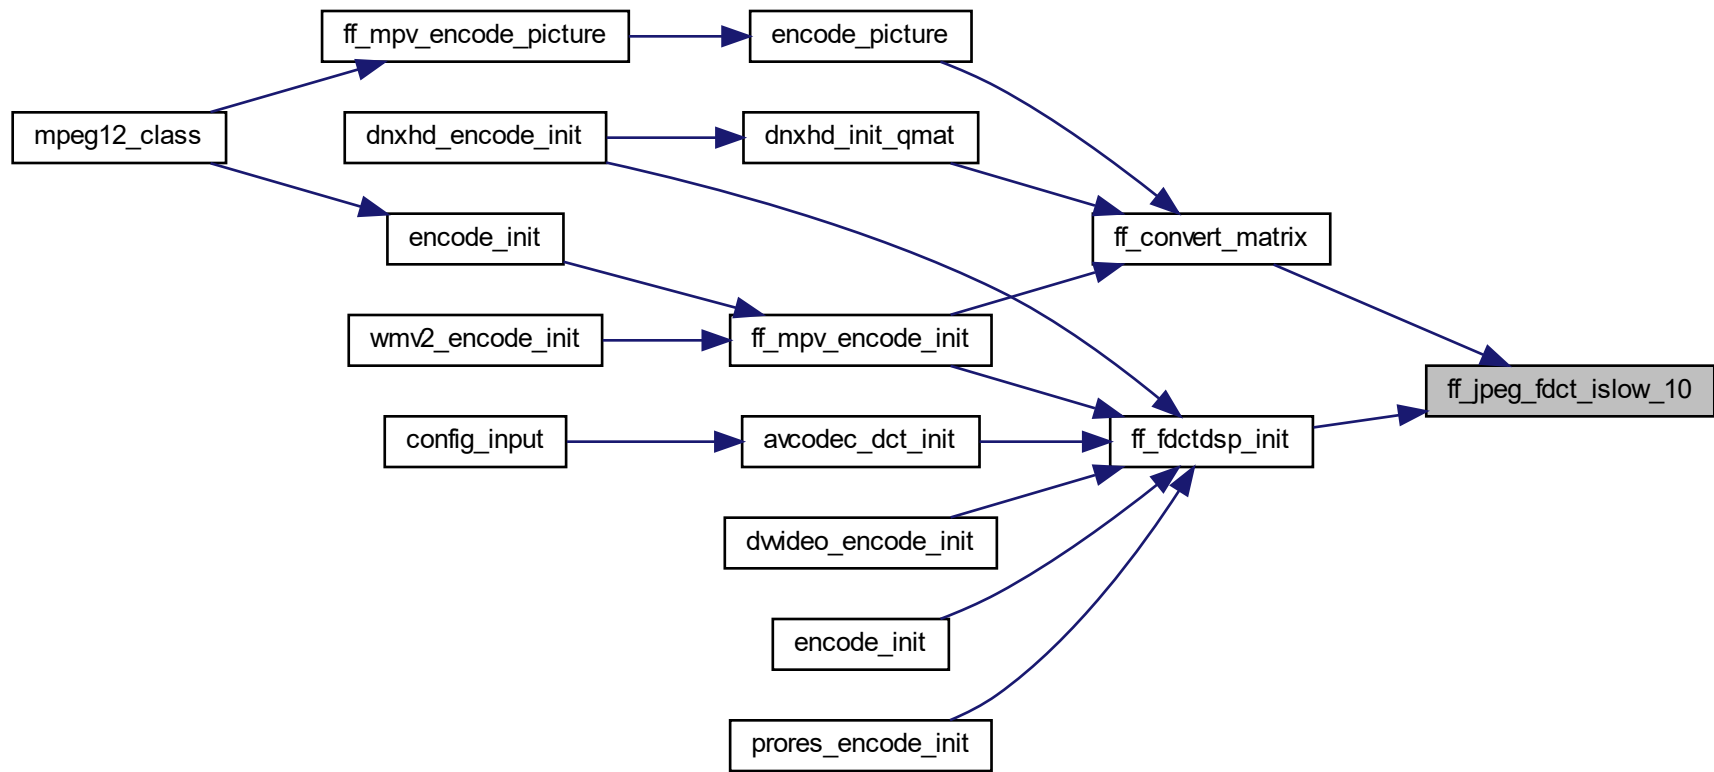 ff_mpv_encode_picture
encode_picture
mpeg12_class
dnxhd_encode_init
dnxhd_init_qmat
encode_init
ff_convert_matrix
wmv2_encode_init
ff_mpv_encode_init
ff_jpeg_fdct_islow_10
config_input
avcodec_dct_init
ff_fdctdsp_init
dvvideo_encode_init
encode_init
prores_encode_init